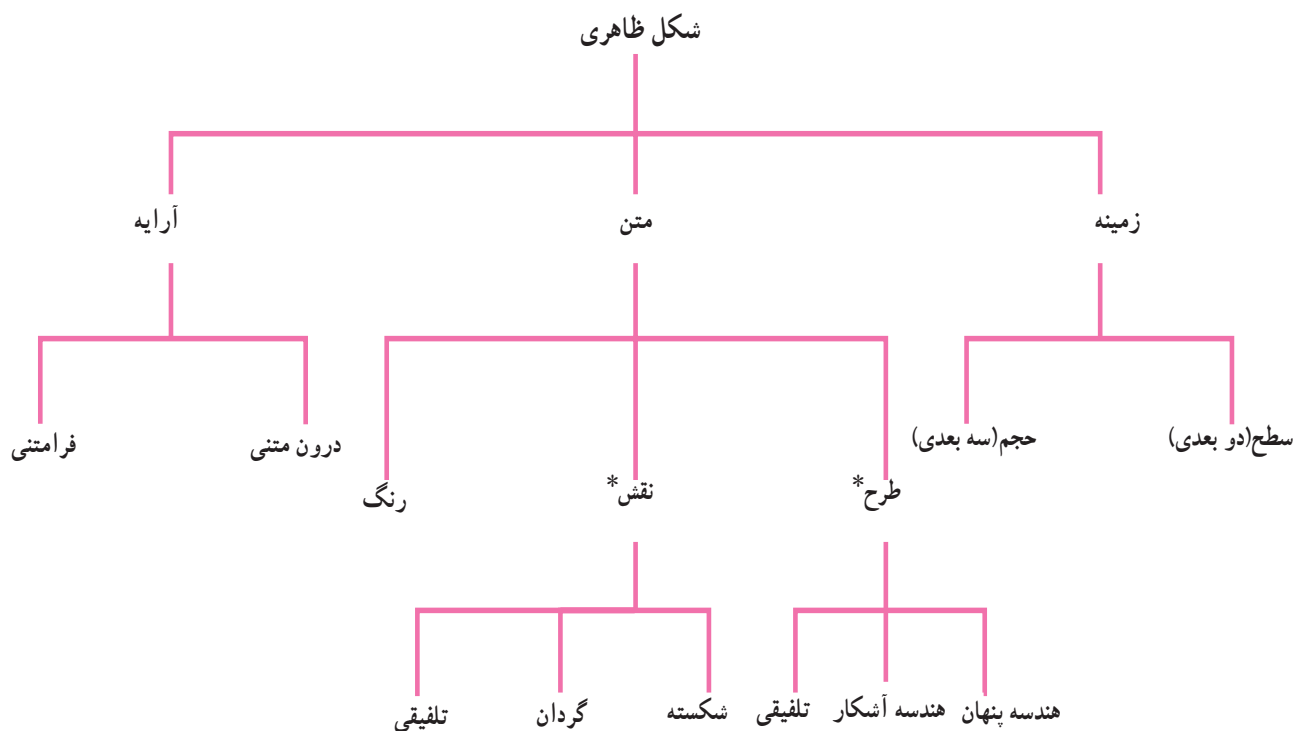 شکل ظاهری
زمینه
متن
آرایه
سطح(دو بعدی)
حجم(سه بعدی)
درون متنی
فرامتنی
طرح*
نقش*
رنگ
هندسه پنهان
هندسه آشکار
تلفیقی
شکسته
گردان
تلفیقی